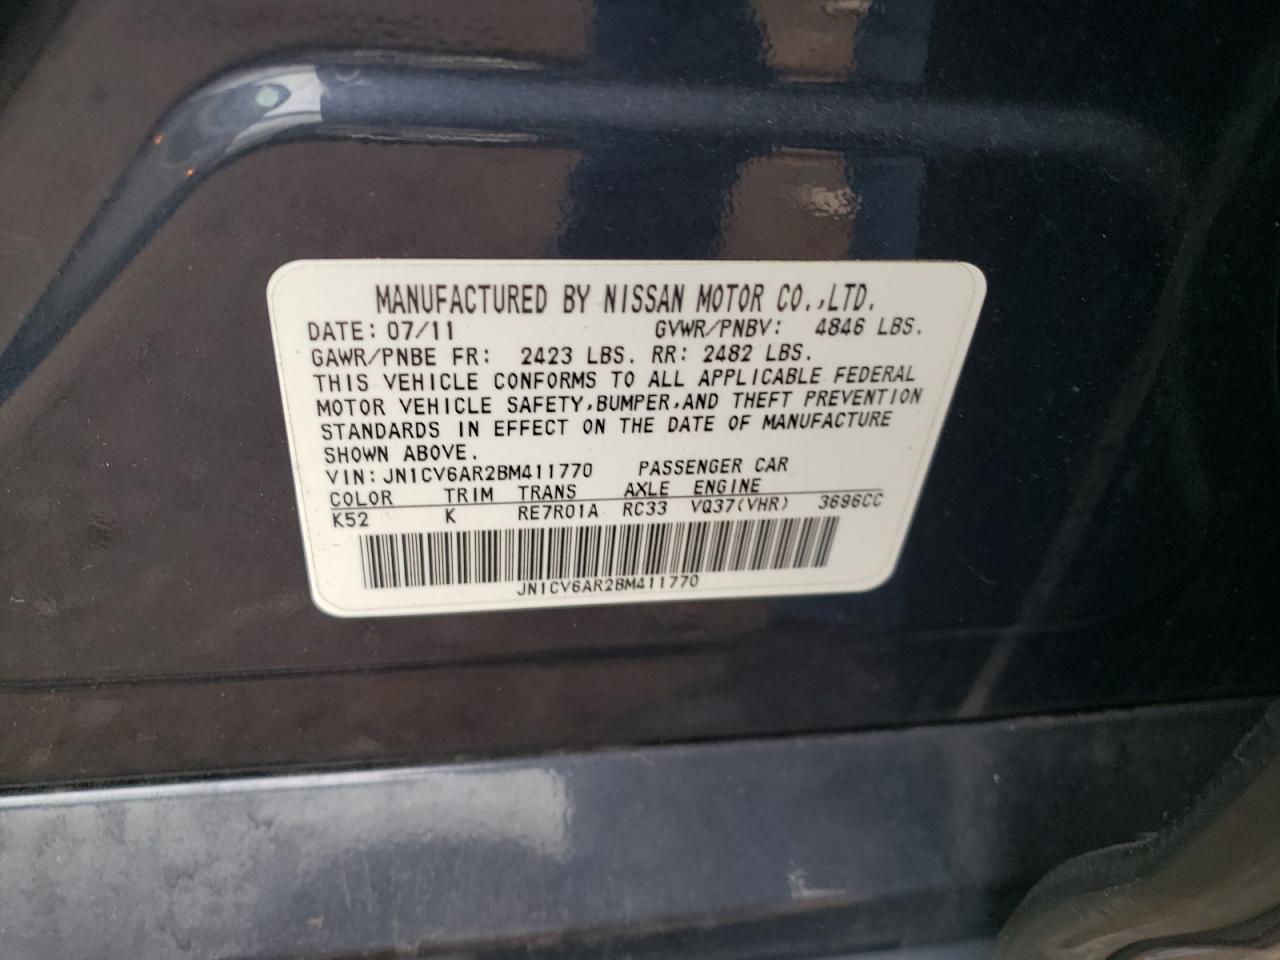 MANUFACTURED BY NISSAN MOTOR CO.,LTD.
DATE: 07/11 GVWR/PNBV: 4846 LBS.
GAWR/PNBE FR: 2423 LBS. RR: 2482 LBS.
THIS VEHICLE CONFORMS TO ALL APPLICABLE FEDERAL
MOTOR VEHICLE SAFETY,BUMPER,AND THEFT PREVENTION
STANDARDS IN EFFECT ON THE DATE OF MANUFACTURE
SHOWN ABOVE.
VIN: JN1CV6AR2BM411770 PASSENGER CAR
COLOR TRIM TRANS AXLE ENGINE
K52 K RE7R01A RC33 VQ37(VHR) 3696CC
JN1CV6AR2BM411770